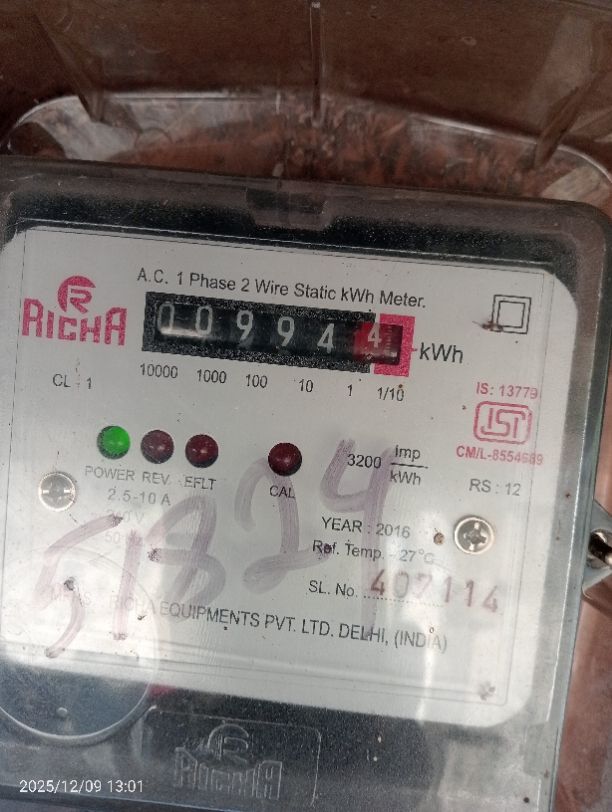 A.C. 1 Phase 2 Wire Static kWh Meter.
RICHA
009944 kWh
10000 1000 100 10 1 1/10
CL : 1
IS: 13779
ISI
CM/L-8554689
RS : 12
POWER REV. EFLT CAL
3200 Imp
kWh
2.5-10 A
51824
YEAR : 2016
Ref. Temp. - 27°C
SL. No. 407114
RICHA EQUIPMENTS PVT. LTD. DELHI, (INDIA)
RICHA
2025/12/09 13:01